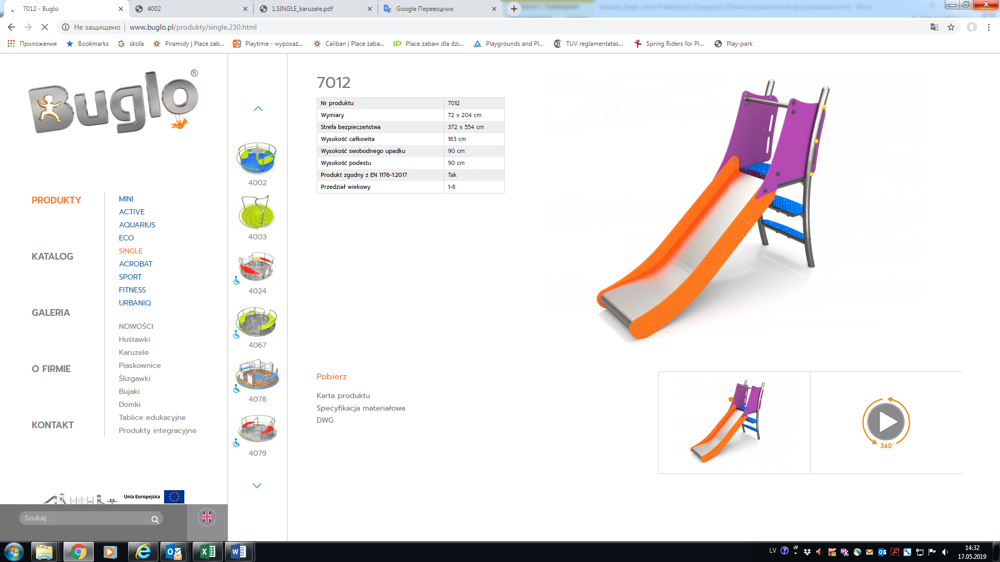 7012 - Buglo
4002
1.SINGLE_karuzele.pdf
Google Переводчик
Не защищено
www.buglo.pl/produkty/single,230.html
Приложения
Bookmarks
skola
Piramidy | Place zab...
Playtime - wyposaż...
Caliban | Place zaba...
Place zabaw dla dzi...
Playgrounds and Pl...
TUV reglamentatas...
Spring Riders for Pl...
Play-park
Buglo®
PRODUKTY
KATALOG
GALERIA
O FIRMIE
KONTAKT
MINI
ACTIVE
AQUARIUS
ECO
SINGLE
ACROBAT
SPORT
FITNESS
URBANIQ
NOWOŚCI
Huśtawki
Karuzele
Piaskownice
Ślizgawki
Bujaki
Domki
Tablice edukacyjne
Produkty integracyjne
Unia Europejska
Szukaj...
4002
4003
4024
4067
4078
4079
7012
Nr produktu 7012
Wymiary 72 x 204 cm
Strefa bezpieczeństwa 372 x 554 cm
Wysokość całkowita 163 cm
Wysokość swobodnego upadku 90 cm
Wysokość podestu 90 cm
Produkt zgodny z EN 1176-1:2017 Tak
Przedział wiekowy 1-8
Pobierz
Karta produktu
Specyfikacja materiałowa
DWG
360°
LV
14:32
17.05.2019